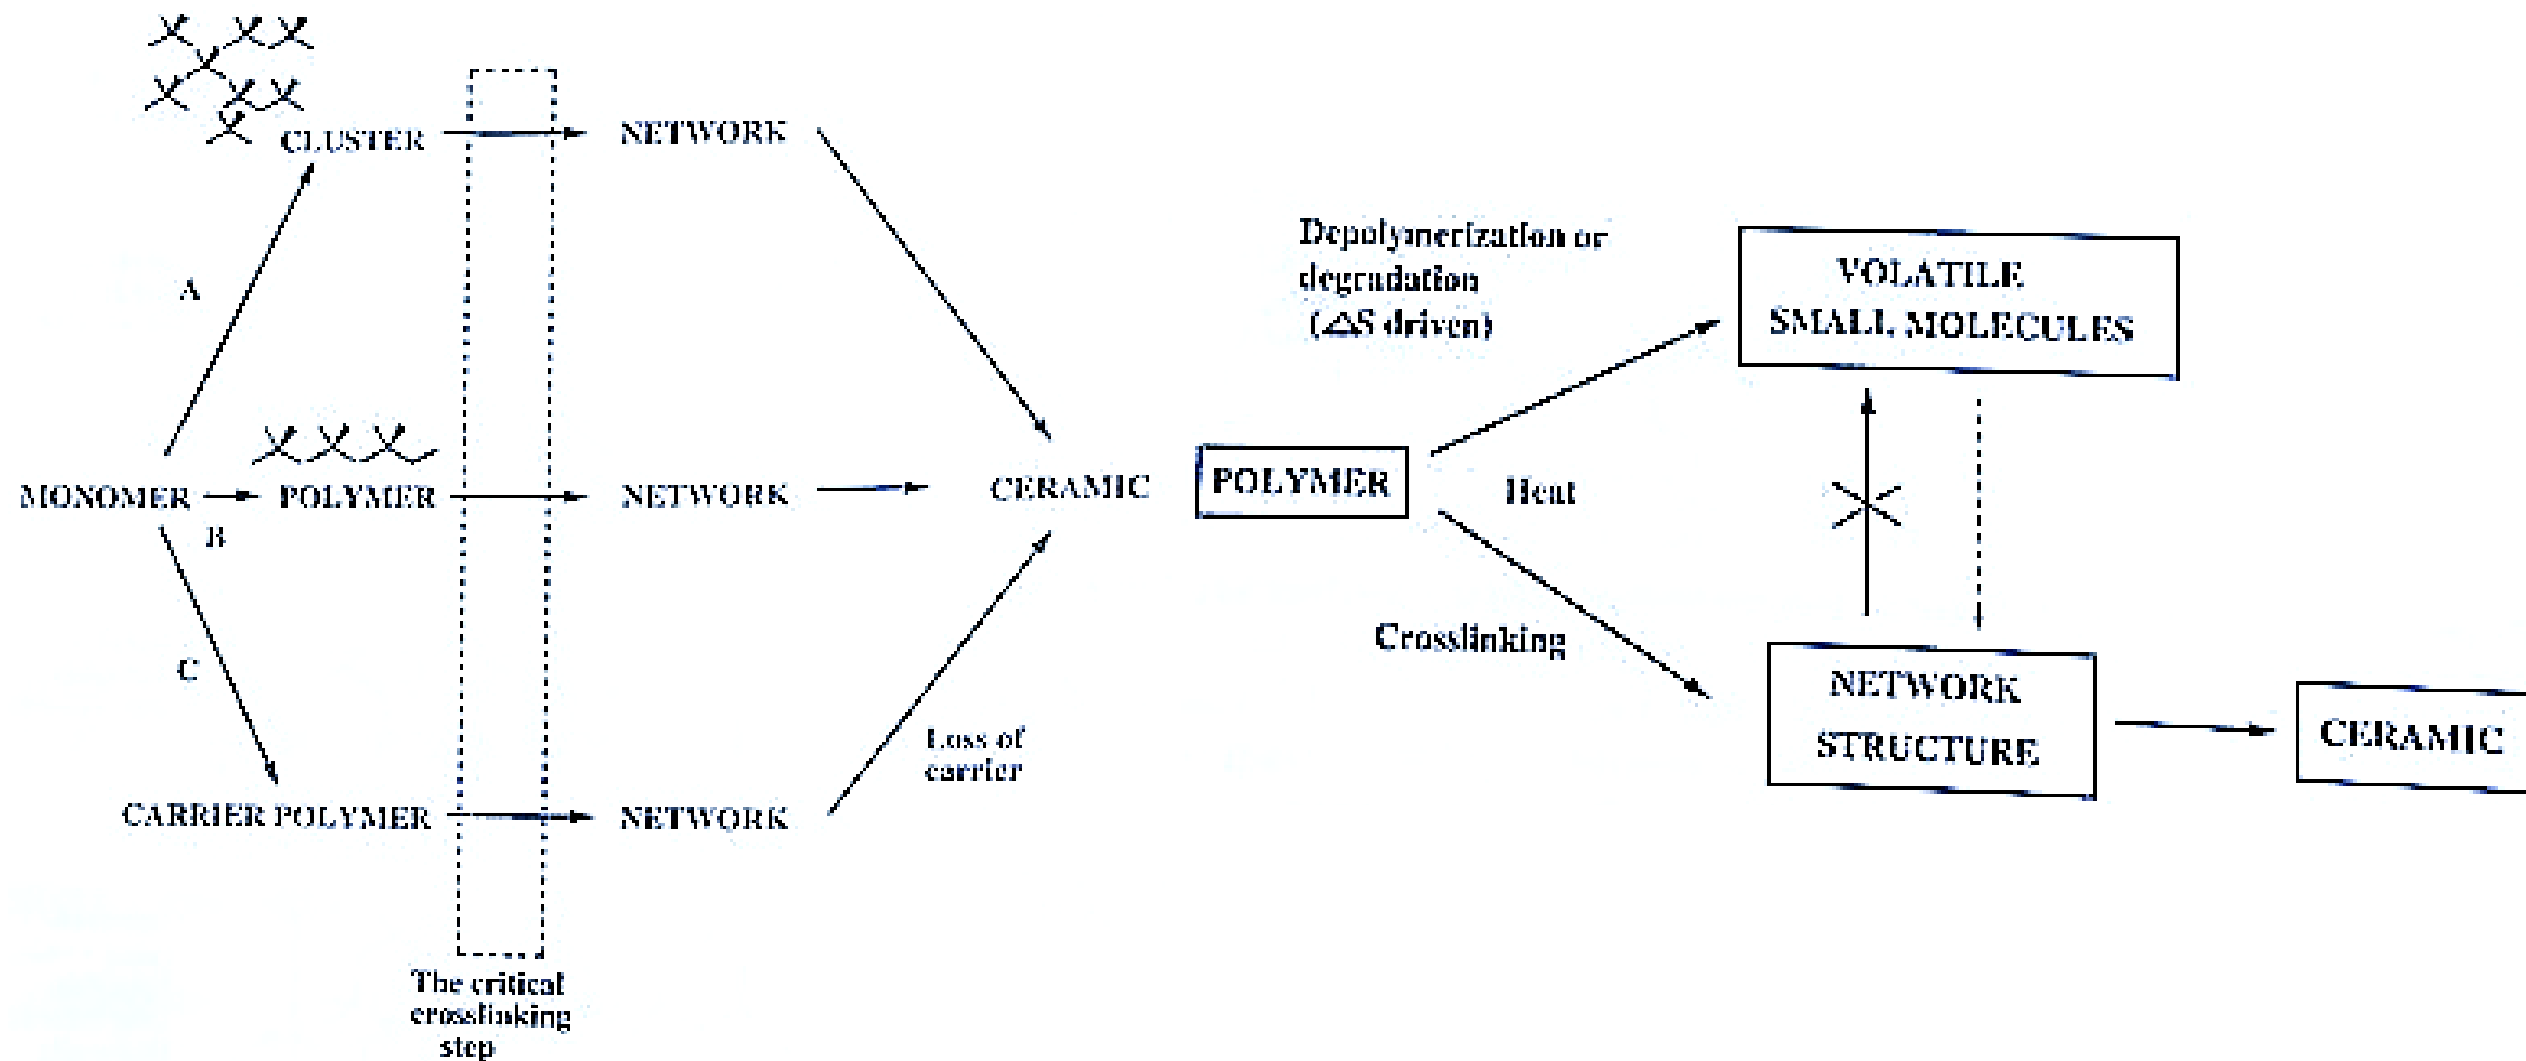 CLUSTER
NETWORK
A
MONOMER
POLYMER
NETWORK
CERAMIC
B
C
CARRIER POLYMER
NETWORK
Loss of
carrier
The critical
crosslinking
step
Depolymerization or
degradation
(△S driven)
VOLATILE
SMALL MOLECULES
POLYMER
Heat
Crosslinking
NETWORK
STRUCTURE
CERAMIC